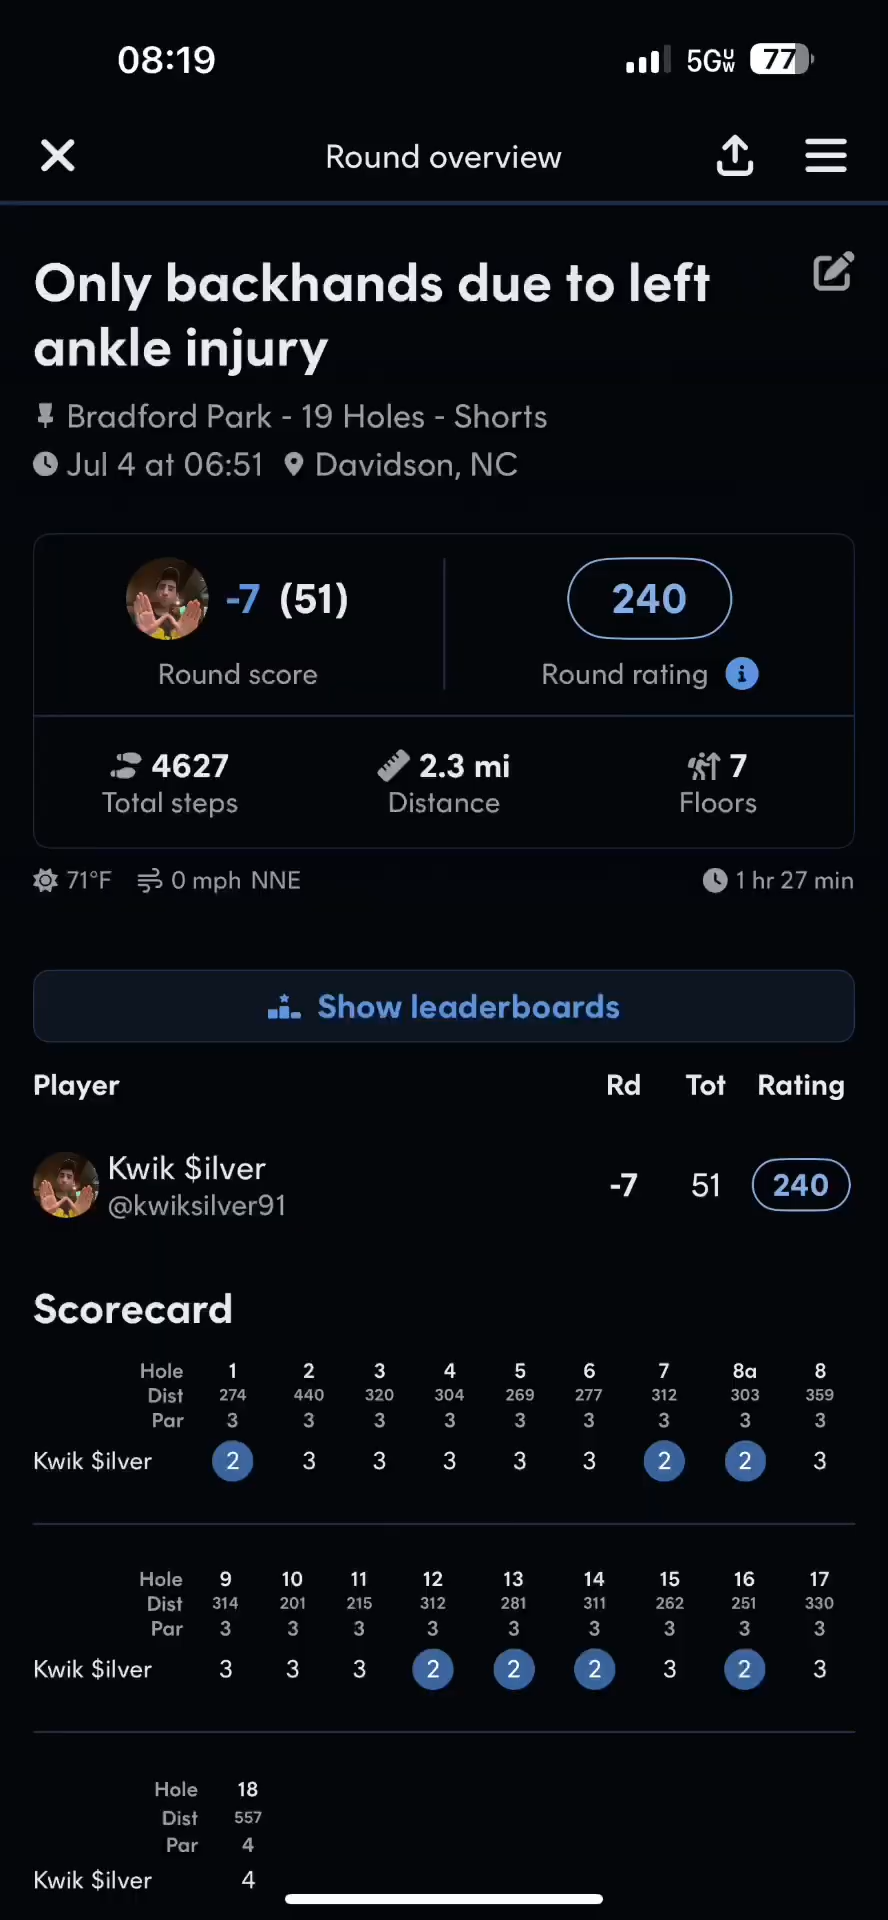 08:19 5GUW 77
Round overview
Only backhands due to left
ankle injury
Bradford Park - 19 Holes - Shorts
Jul 4 at 06:51 Davidson, NC
-7 (51) 240
Round score Round rating
4627 2.3 mi 7
Total steps Distance Floors
71°F 0 mph NNE 1 hr 27 min
Show leaderboards
Player Rd Tot Rating
Kwik $ilver
@kwiksilver91
-7 51 240
Scorecard
Hole 1 2 3 4 5 6 7 8a 8
Dist 274 440 320 304 269 277 312 303 359
Par 3 3 3 3 3 3 3 3 3
Kwik $ilver 2 3 3 3 3 3 2 2 3
Hole 9 10 11 12 13 14 15 16 17
Dist 314 201 215 312 281 311 262 251 330
Par 3 3 3 3 3 3 3 3 3
Kwik $ilver 3 3 3 2 2 2 3 2 3
Hole 18
Dist 557
Par 4
Kwik $ilver 4